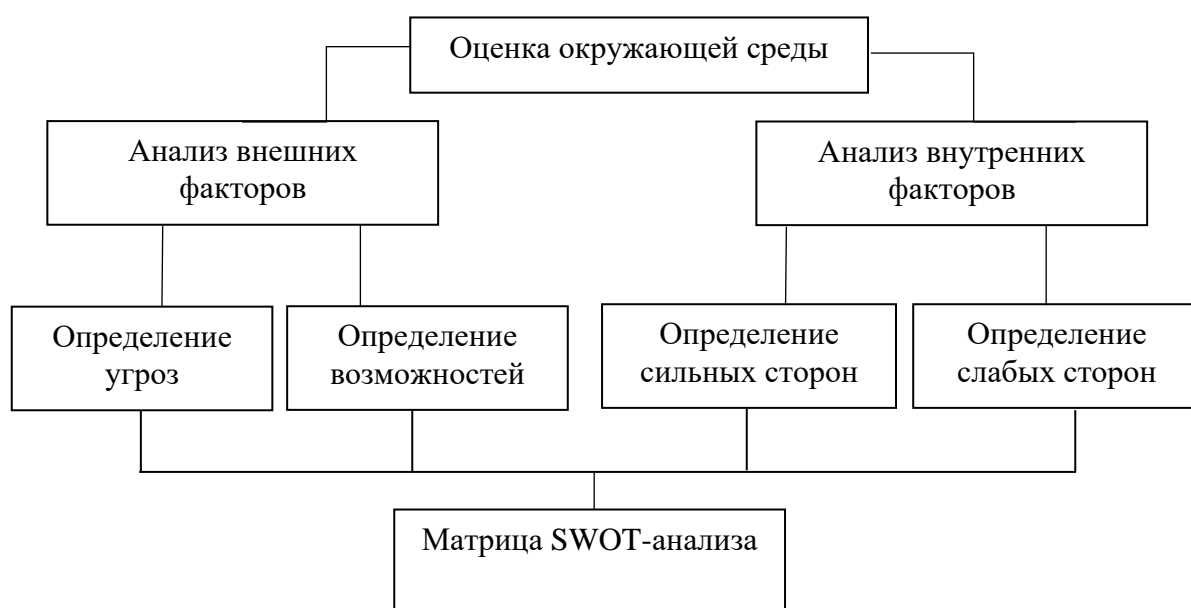 Оценка окружающей среды
Анализ внешних
факторов
Анализ внутренних
факторов
Определение
угроз
Определение
возможностей
Определение
сильных сторон
Определение
слабых сторон
Матрица SWOT-анализа